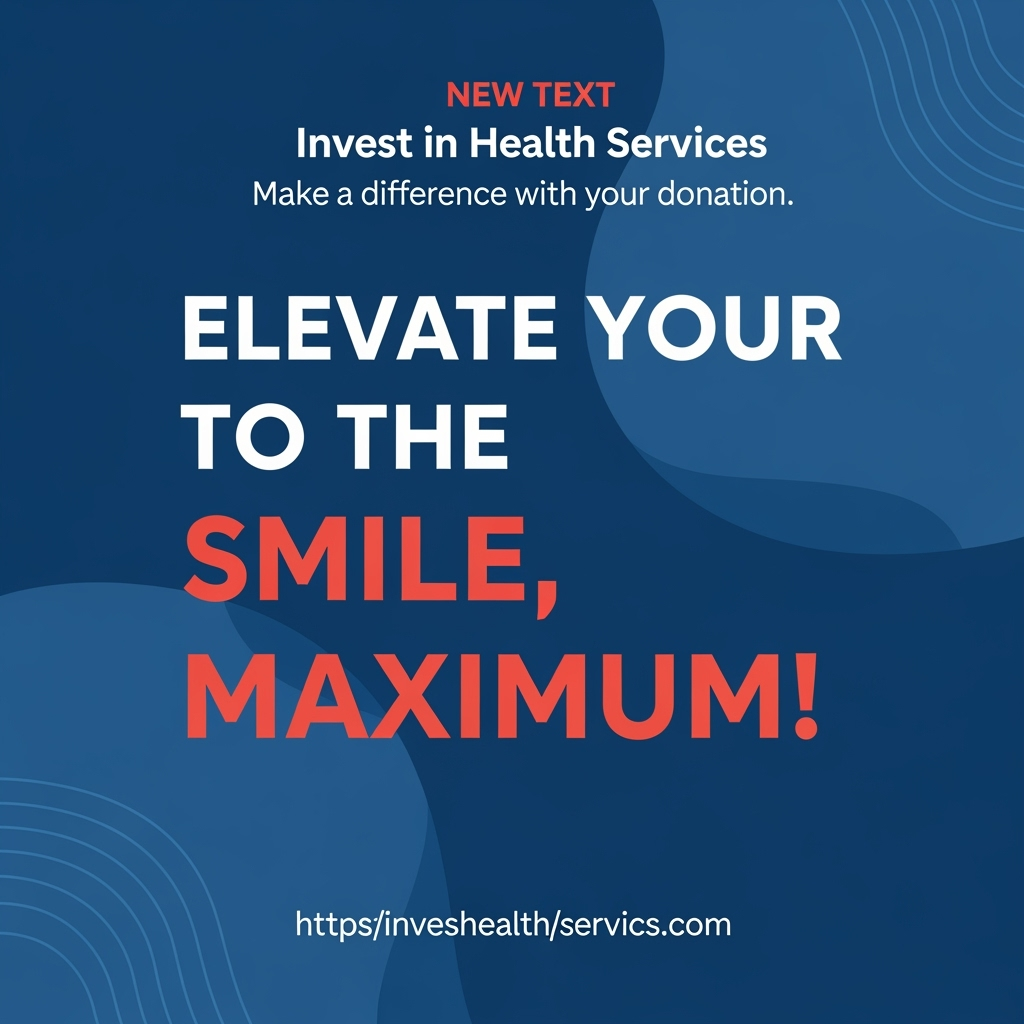 NEW TEXT
Invest in Health Services
Make a difference with your donation.
ELEVATE YOUR
TO THE
SMILE,
MAXIMUM!
https/inveshealth/servics.com